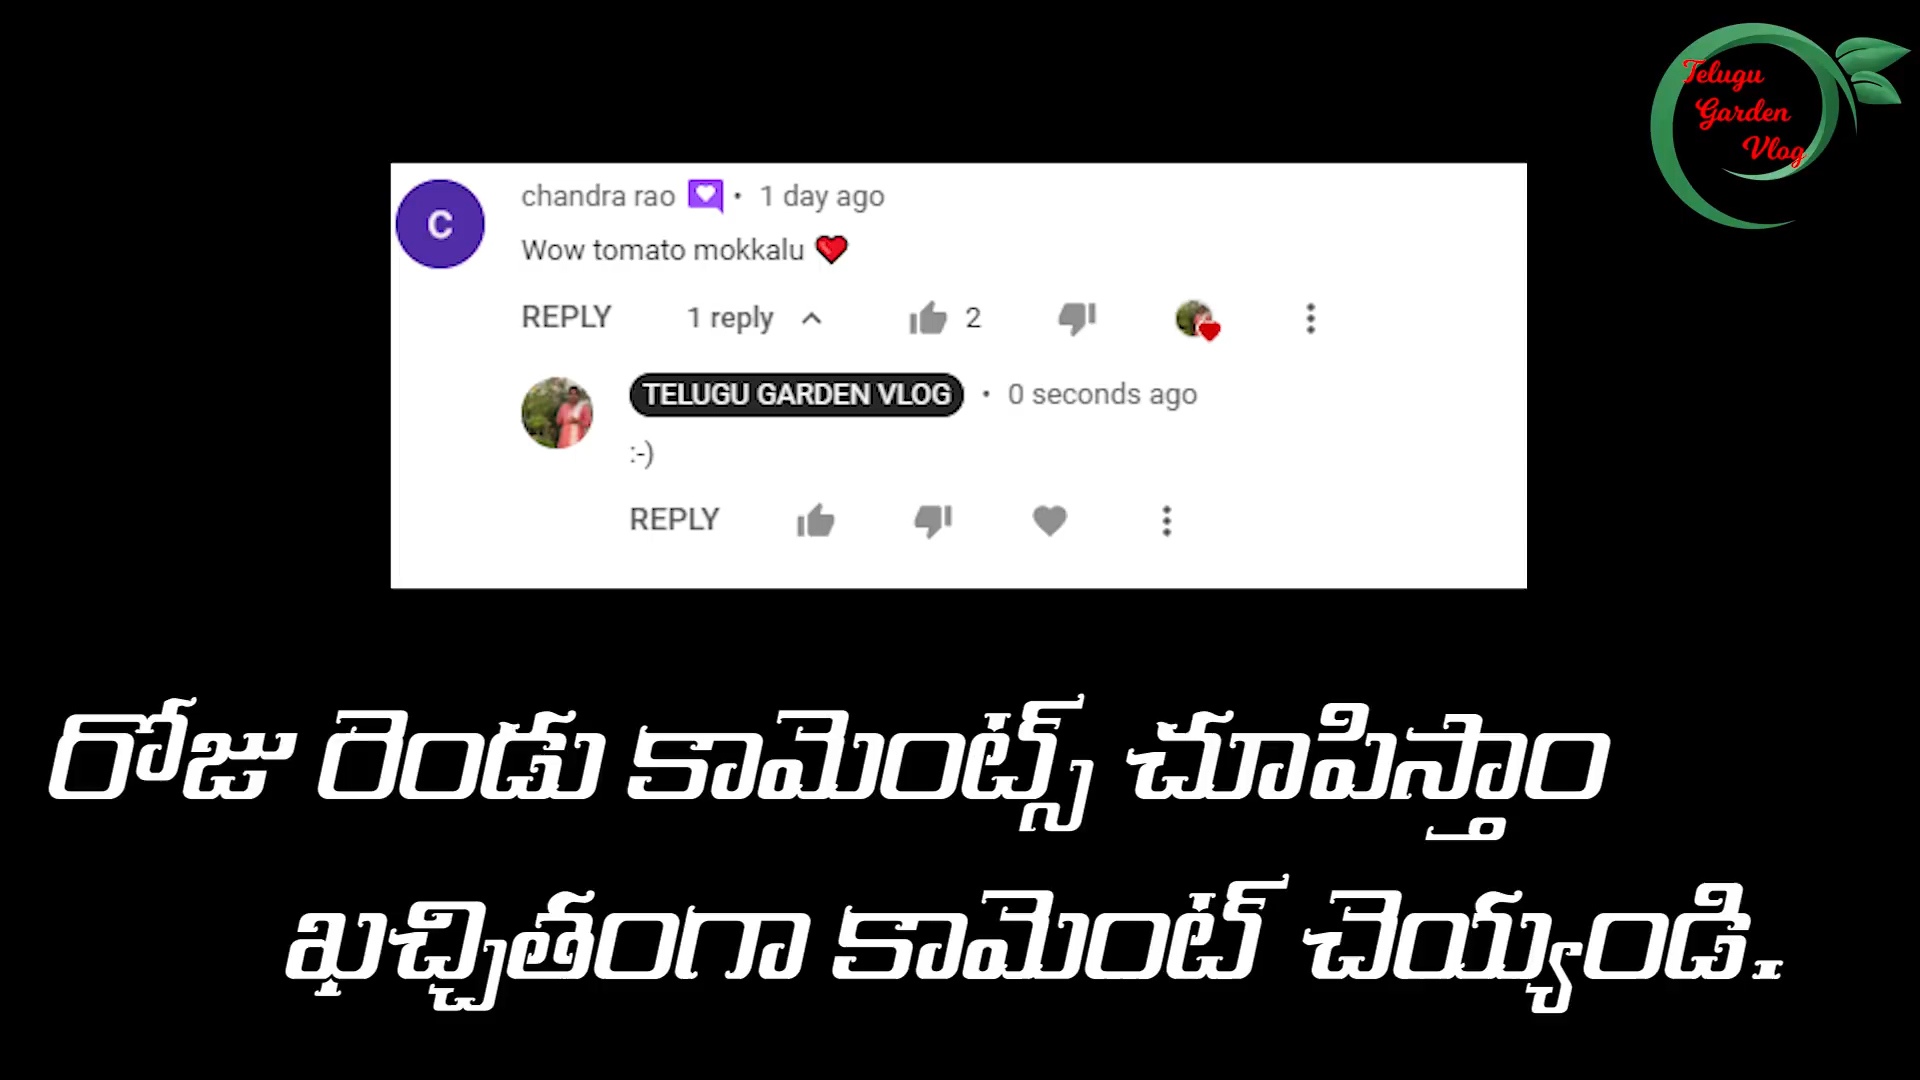 Telugu
Garden
Vlog
C
chandra rao • 1 day ago
Wow tomato mokkalu ❤
REPLY 1 reply 2
TELUGU GARDEN VLOG • 0 seconds ago
:-)
REPLY
రోజు రెండు కామెంట్స్ చూపిస్తాం
ఖచ్చితంగా కామెంట్ చెయ్యండి.